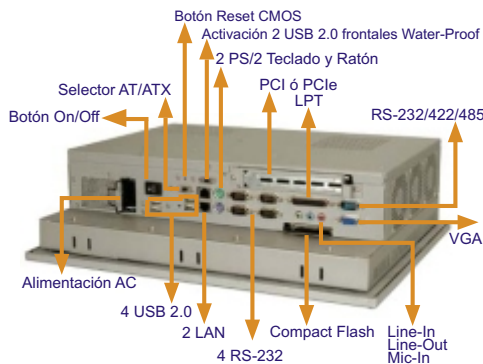 Botón Reset CMOS
Activación 2 USB 2.0 frontales Water-Proof
2 PS/2 Teclado y Ratón
Selector AT/ATX
PCI ó PCIe
LPT
RS-232/422/485
Botón On/Off
VGA
Alimentación AC
4 USB 2.0
2 LAN
4 RS-232
Compact Flash
Line-In
Line-Out
Mic-In